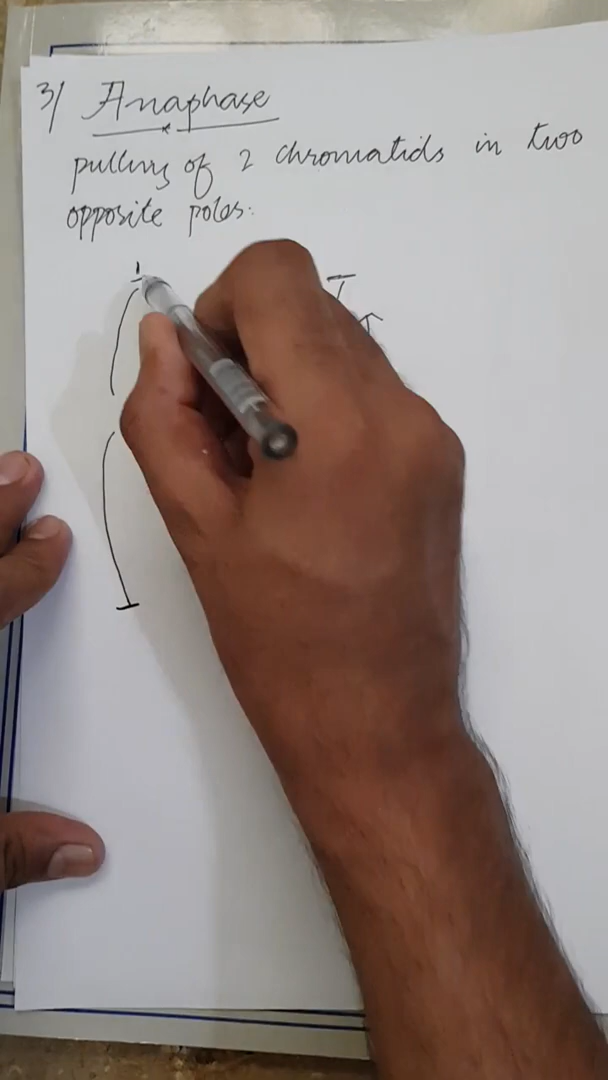 3/ Anaphase
pulling of 2 chromatids in two
opposite poles.